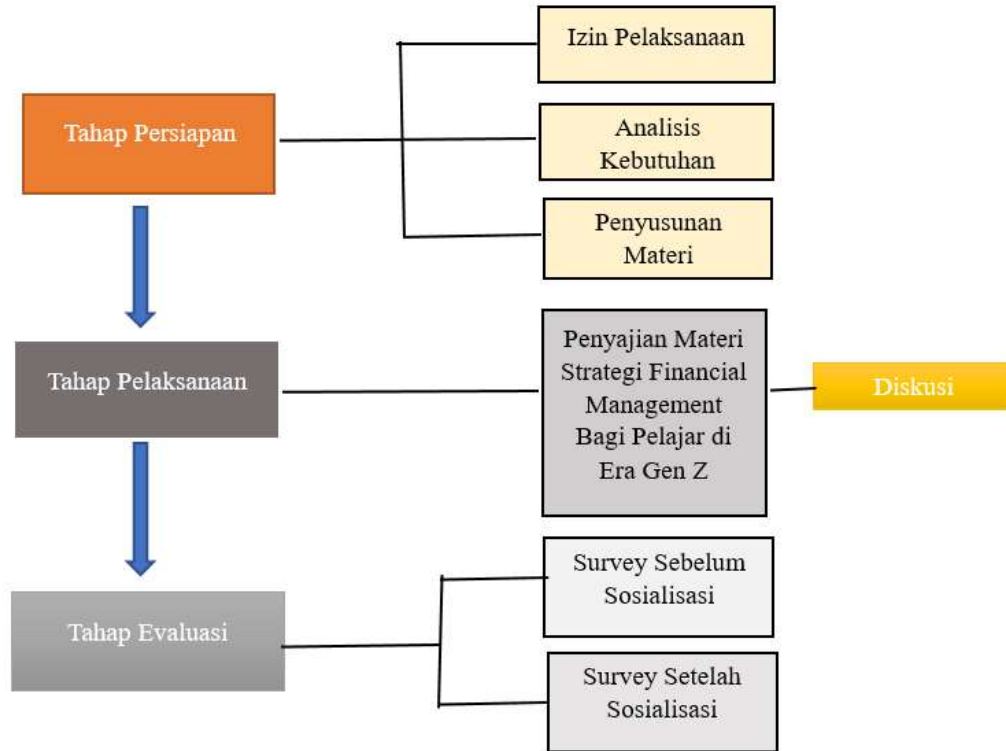 Izin Pelaksanaan
Tahap Persiapan
Analisis
Kebutuhan
Penyusunan
Materi
Tahap Pelaksanaan
Penyajian Materi
Strategi Financial
Management
Bagi Pelajar di
Era Gen Z
Diskusi
Tahap Evaluasi
Survey Sebelum
Sosialisasi
Survey Setelah
Sosialisasi